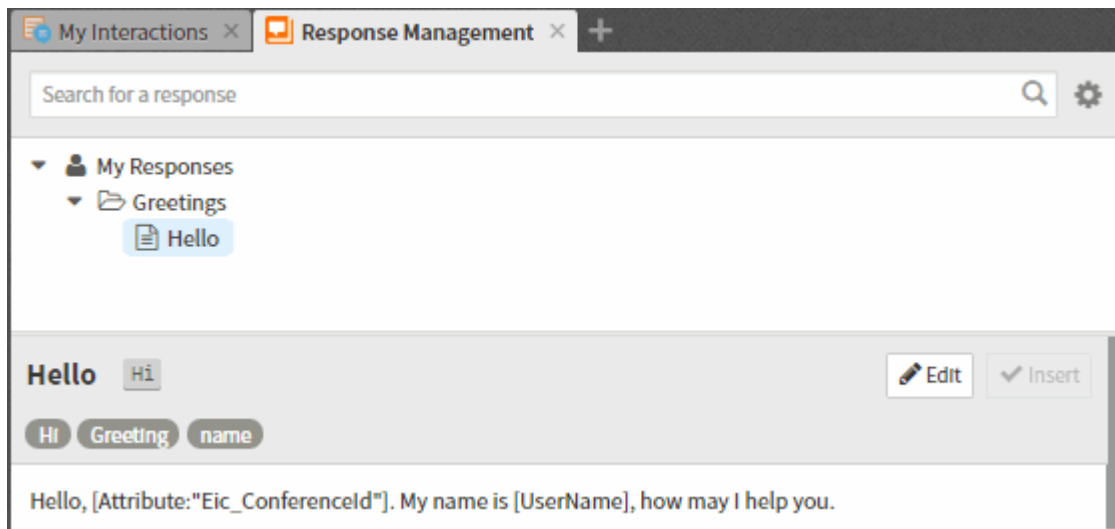 My Interactions Response Management
Search for a response
My Responses
Greetings
Hello
Hello Hi Edit Insert
Hi Greeting name
Hello, [Attribute:"Eic_ConferenceId"]. My name is [UserName], how may I help you.